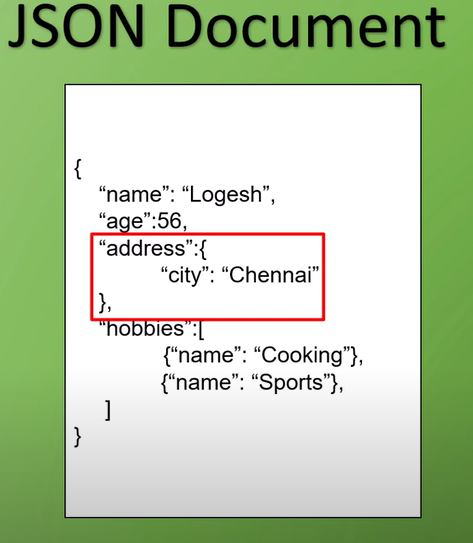 JSON Document
{
“name”: “Logesh”,
“age”:56,
“address”:{
“city”: “Chennai”
},
“hobbies”:[
{“name”: “Cooking”},
{“name”: “Sports”},
]
}